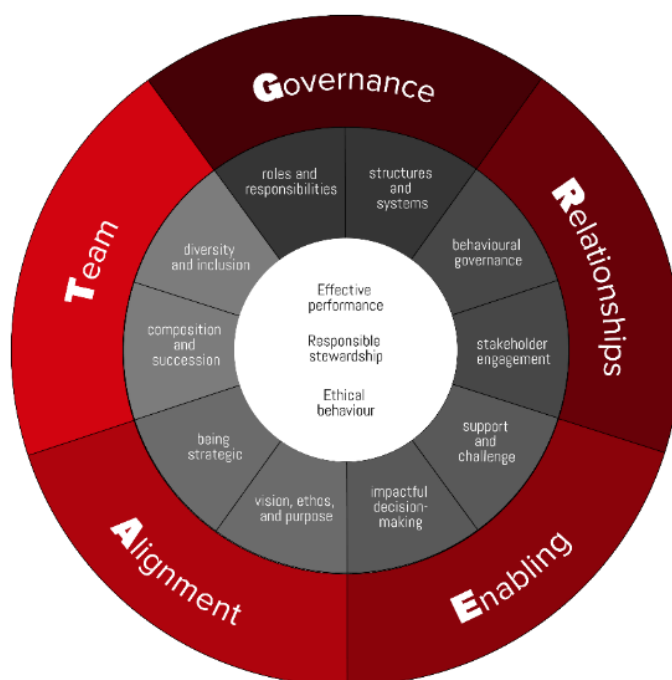 Governance
Relationships
Enabling
Alignment
Team
roles and
responsibilities
structures
and
systems
behavioural
governance
stakeholder
engagement
support
and
challenge
impactful
decision-
making
vision, ethos,
and purpose
being
strategic
composition
and
succession
diversity
and inclusion
Effective
performance
Responsible
stewardship
Ethical
behaviour